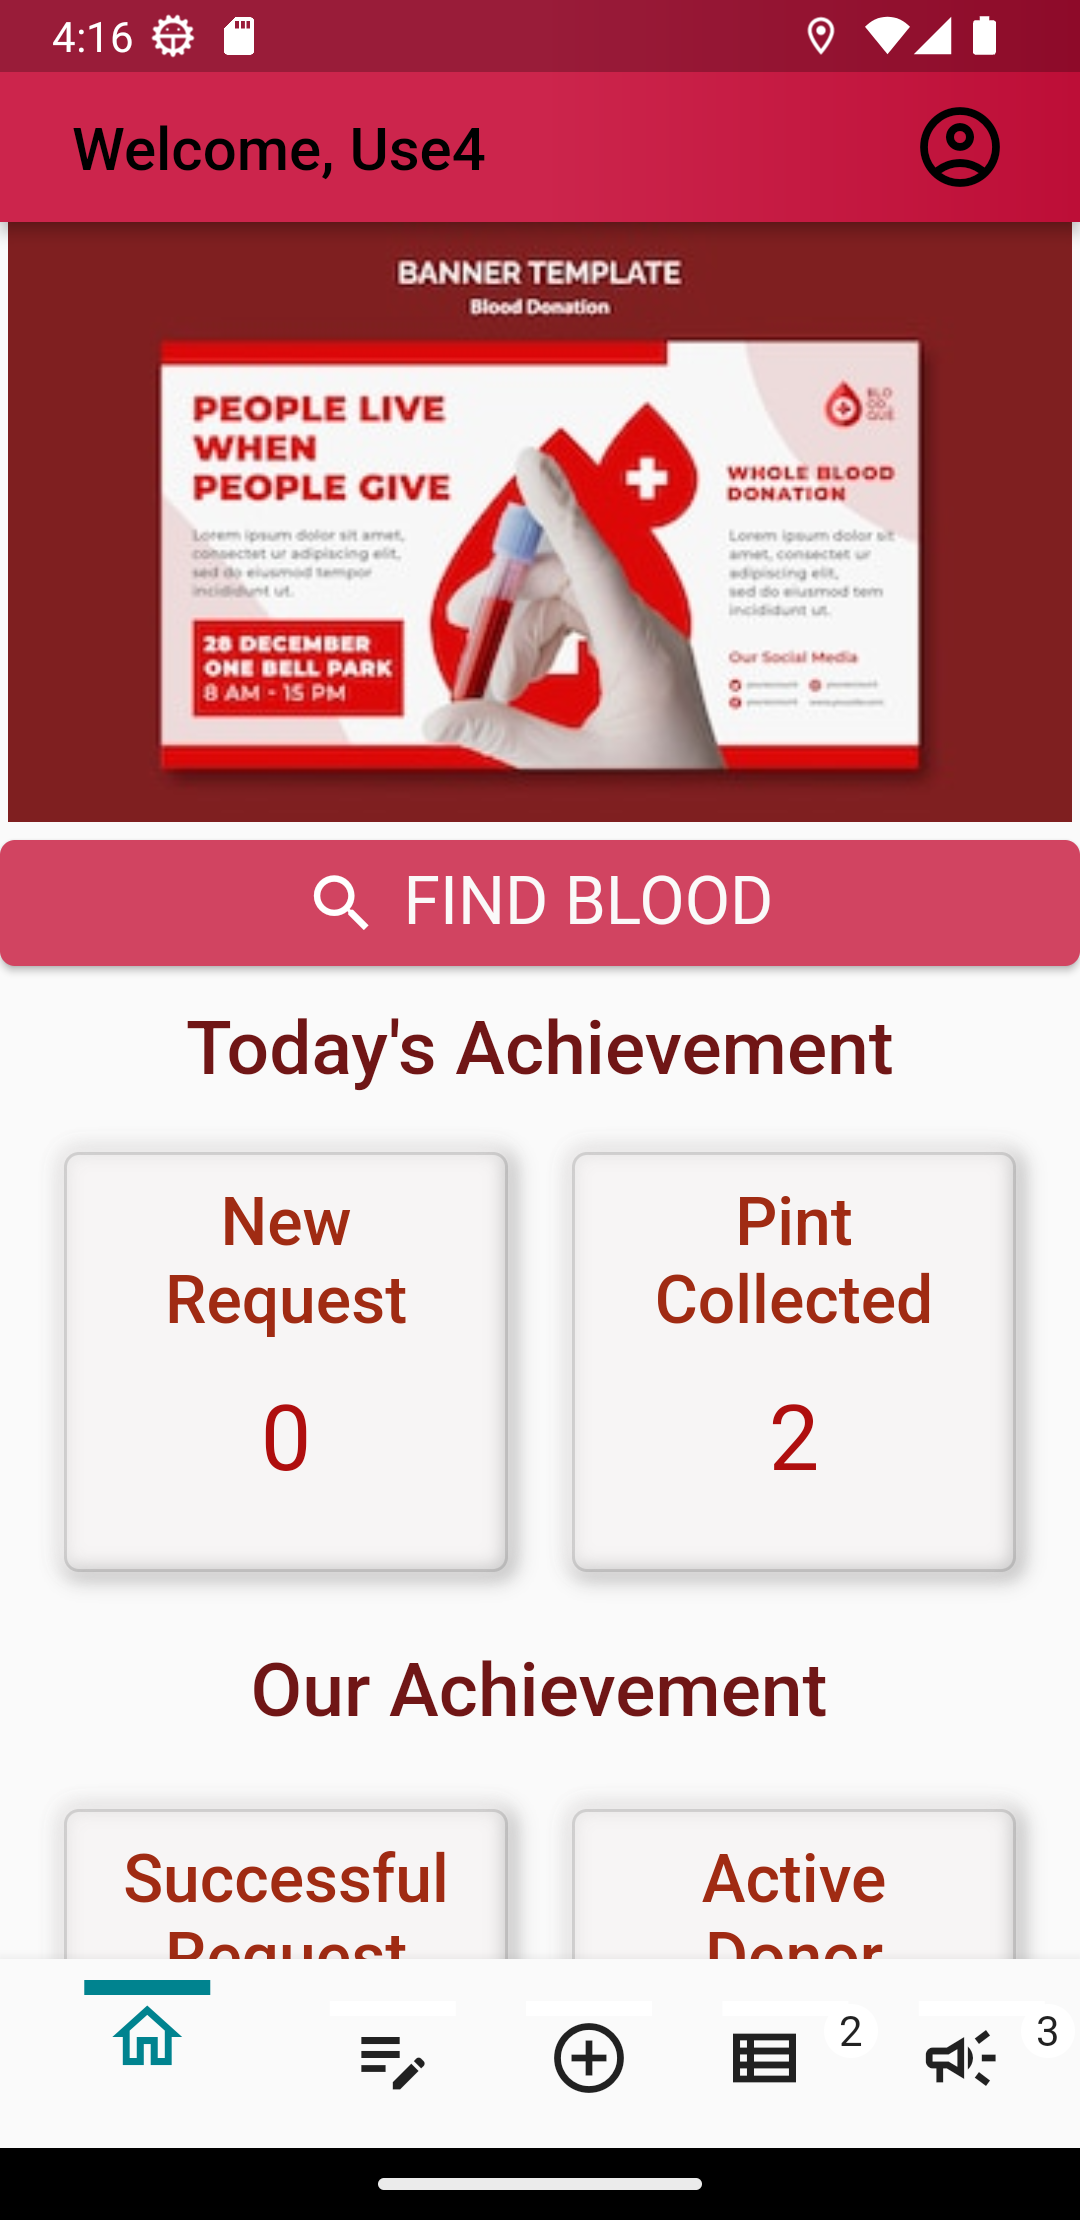 4:16
Welcome, Use4
BANNER TEMPLATE
Blood Donation
PEOPLE LIVE
WHEN
PEOPLE GIVE
Lorem ipsum dolor sit amet,
consectet ur adipiscing elit,
sed do eiusmod tempor
incididunt ut.
28 DECEMBER
ONE BELL PARK
8 AM - 15 PM
BLO
OD
QUE
WHOLE BLOOD
DONATION
Lorem ipsum dolor sit
amet, consectet ur
adipiscing elit,
sed do eiusmod tem
incididunt ut.
Our Social Media
FIND BLOOD
Today's Achievement
New
Request
0
Pint
Collected
2
Our Achievement
Successful
Request
Active
Donor
2
3